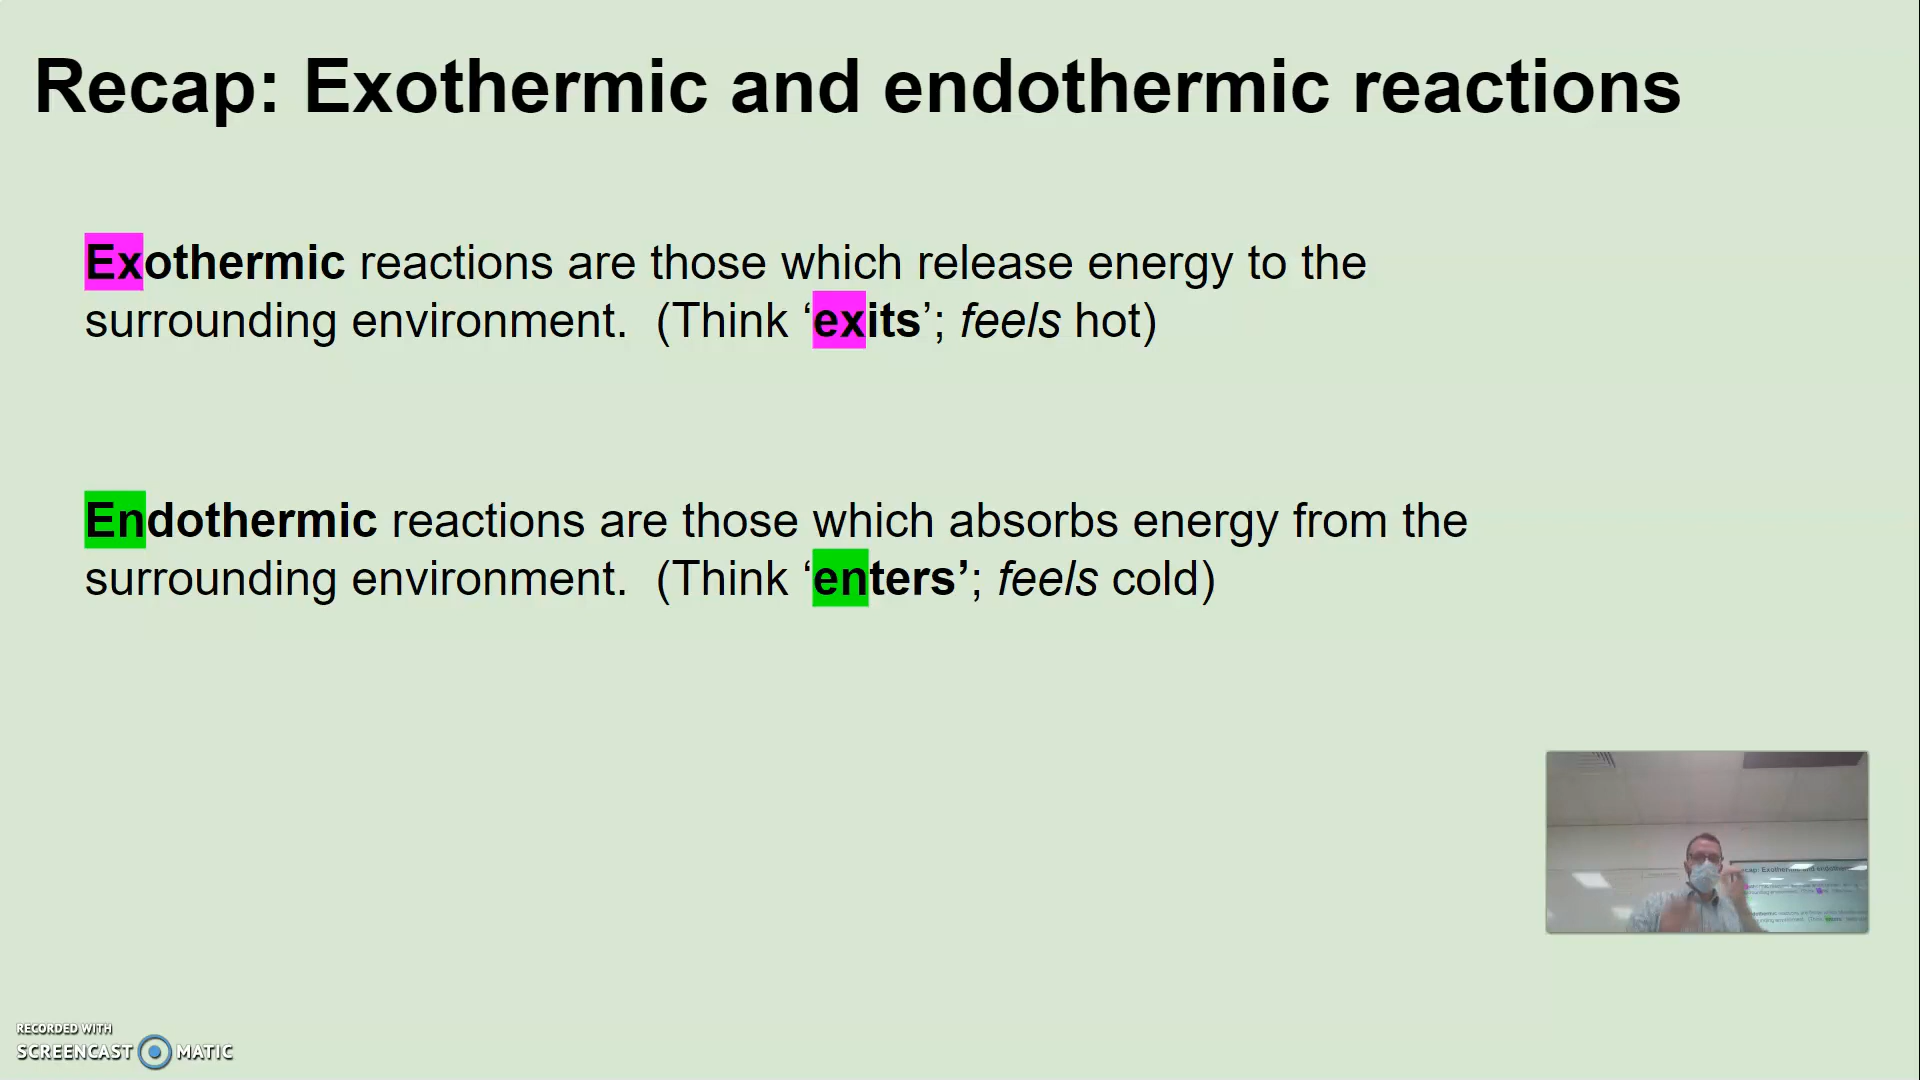 Recap: Exothermic and endothermic reactions
Exothermic reactions are those which release energy to the
surrounding environment.  (Think ‘exits’; feels hot)
Endothermic reactions are those which absorbs energy from the
surrounding environment.  (Think ‘enters’; feels cold)
RECORDED WITH
SCREENCAST MATIC